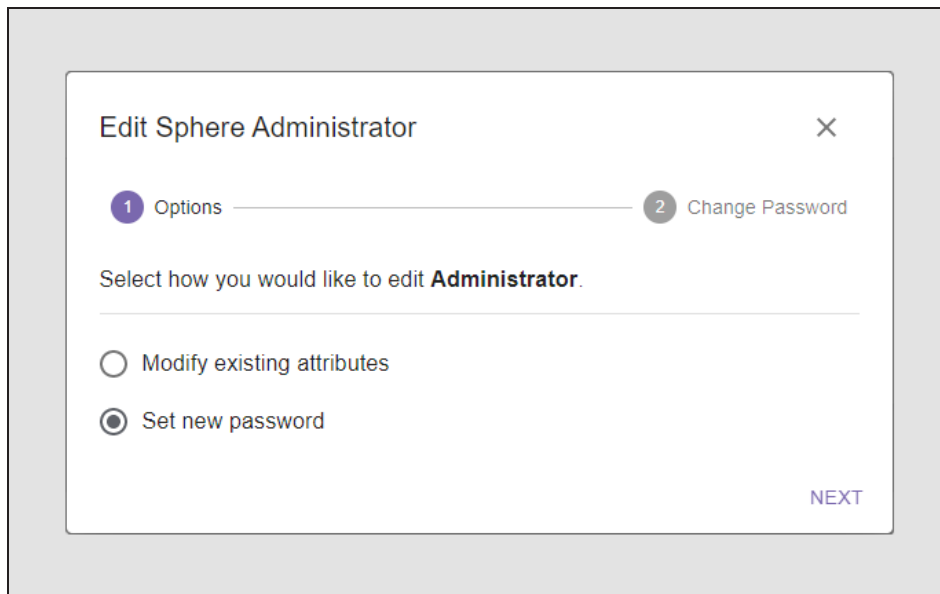 Edit Sphere Administrator
1 Options 2 Change Password
Select how you would like to edit Administrator.
Modify existing attributes
Set new password
NEXT